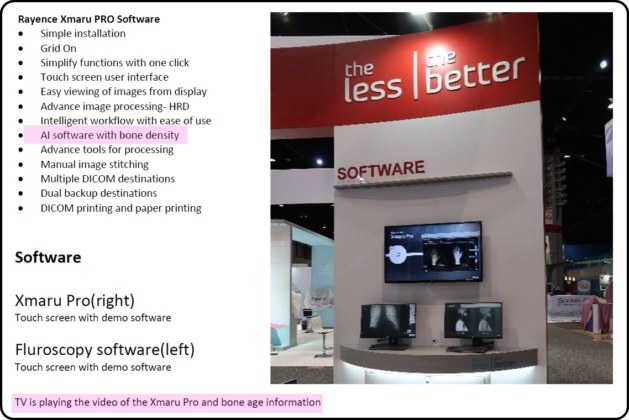 Rayence Xmaru PRO Software
• Simple installation
• Grid On
• Simplify functions with one click
• Touch screen user interface
• Easy viewing of images from display
• Advance image processing- HRD
• Intelligent workflow with ease of use
• AI software with bone density
• Advance tools for processing
• Manual image stitching
• Multiple DICOM destinations
• Dual backup destinations
• DICOM printing and paper printing
Software
Xmaru Pro(right)
Touch screen with demo software
Fluroscopy software(left)
Touch screen with demo software
TV is playing the video of the Xmaru Pro and bone age information
the less | the better
SOFTWARE
Xmaru Pro
the less | the better